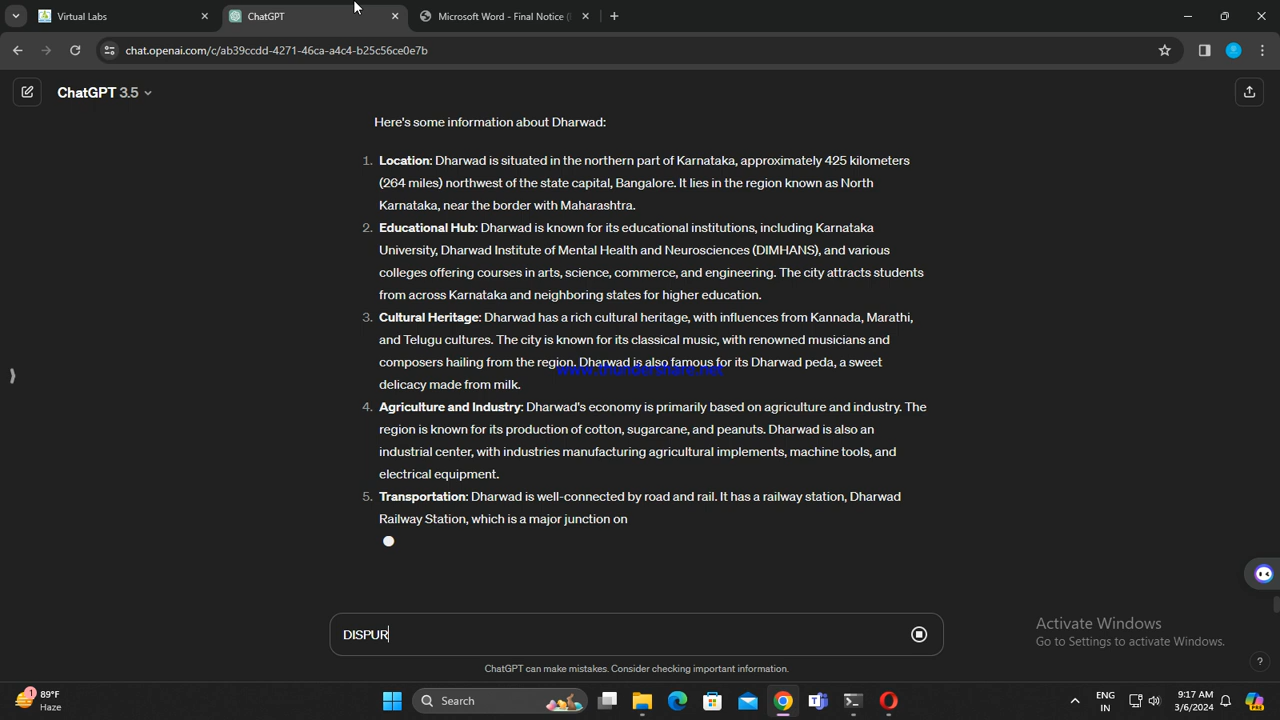 Virtual Labs
ChatGPT
Microsoft Word - Final Notice (
chat.openai.com/c/ab39ccdd-4271-46ca-a4c4-b25c56ce0e7b
ChatGPT 3.5
Here's some information about Dharwad:
1. Location: Dharwad is situated in the northern part of Karnataka, approximately 425 kilometers
(264 miles) northwest of the state capital, Bangalore. It lies in the region known as North
Karnataka, near the border with Maharashtra.
2. Educational Hub: Dharwad is known for its educational institutions, including Karnataka
University, Dharwad Institute of Mental Health and Neurosciences (DIMHANS), and various
colleges offering courses in arts, science, commerce, and engineering. The city attracts students
from across Karnataka and neighboring states for higher education.
3. Cultural Heritage: Dharwad has a rich cultural heritage, with influences from Kannada, Marathi,
and Telugu cultures. The city is known for its classical music, with renowned musicians and
composers hailing from the region. Dharwad is also famous for its Dharwad peda, a sweet
www.thundershare.net
delicacy made from milk.
4. Agriculture and Industry: Dharwad's economy is primarily based on agriculture and industry. The
region is known for its production of cotton, sugarcane, and peanuts. Dharwad is also an
industrial center, with industries manufacturing agricultural implements, machine tools, and
electrical equipment.
5. Transportation: Dharwad is well-connected by road and rail. It has a railway station, Dharwad
Railway Station, which is a major junction on
DISPUR
Activate Windows
Go to Settings to activate Windows.
ChatGPT can make mistakes. Consider checking important information.
?
1
89°F
Haze
Search
ENG
IN
9:17 AM
3/6/2024
PRE